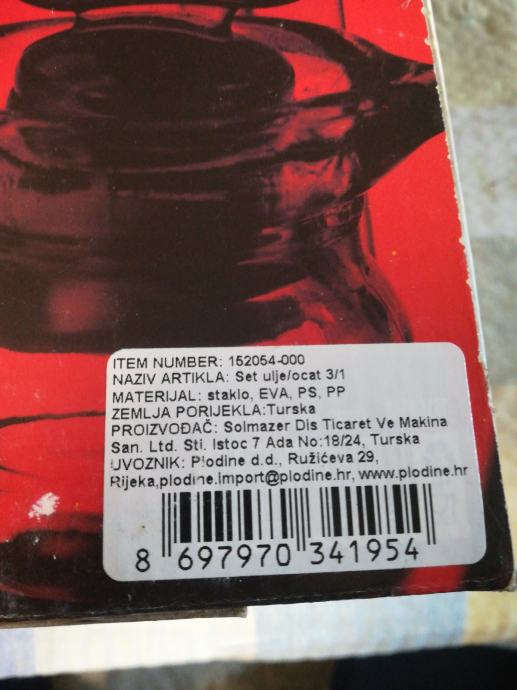 ITEM NUMBER: 152054-000
NAZIV ARTIKLA: Set ulje/ocat 3/1
MATERIJAL: staklo, EVA, PS, PP
ZEMLJA PORIJEKLA:Turska
PROIZVOĐAČ: Solmazer Dis Ticaret Ve Makina
San. Ltd. Sti. Istoc 7 Ada No:18/24, Turska
UVOZNIK: Plodine d.d., Ružićeva 29,
Rijeka,plodine.import@plodine.hr, www.plodine.hr
8 697970 341954